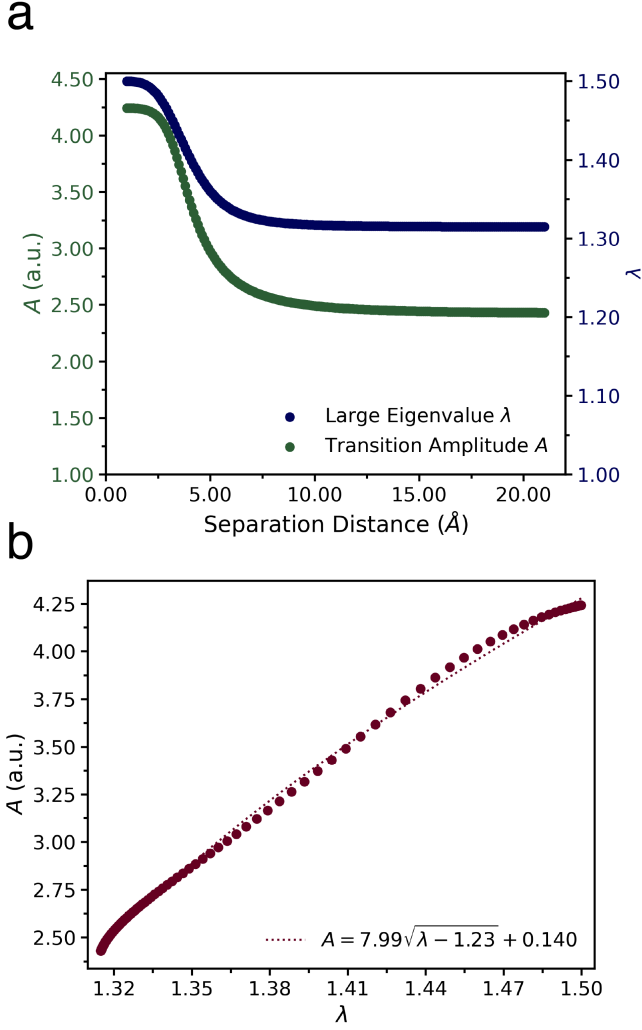 a
4.50
4.00
3.50
3.00
2.50
2.00
1.50
1.00
A (a.u.)
1.50
1.40
1.30
1.20
1.10
1.00
λ
Large Eigenvalue λ
Transition Amplitude A
0.00 5.00 10.00 15.00 20.00
Separation Distance (Å)
b
4.25
4.00
3.75
3.50
3.25
3.00
2.75
2.50
A (a.u.)
A = 7.99√λ − 1.23 + 0.140
1.32 1.35 1.38 1.41 1.44 1.47 1.50
λ